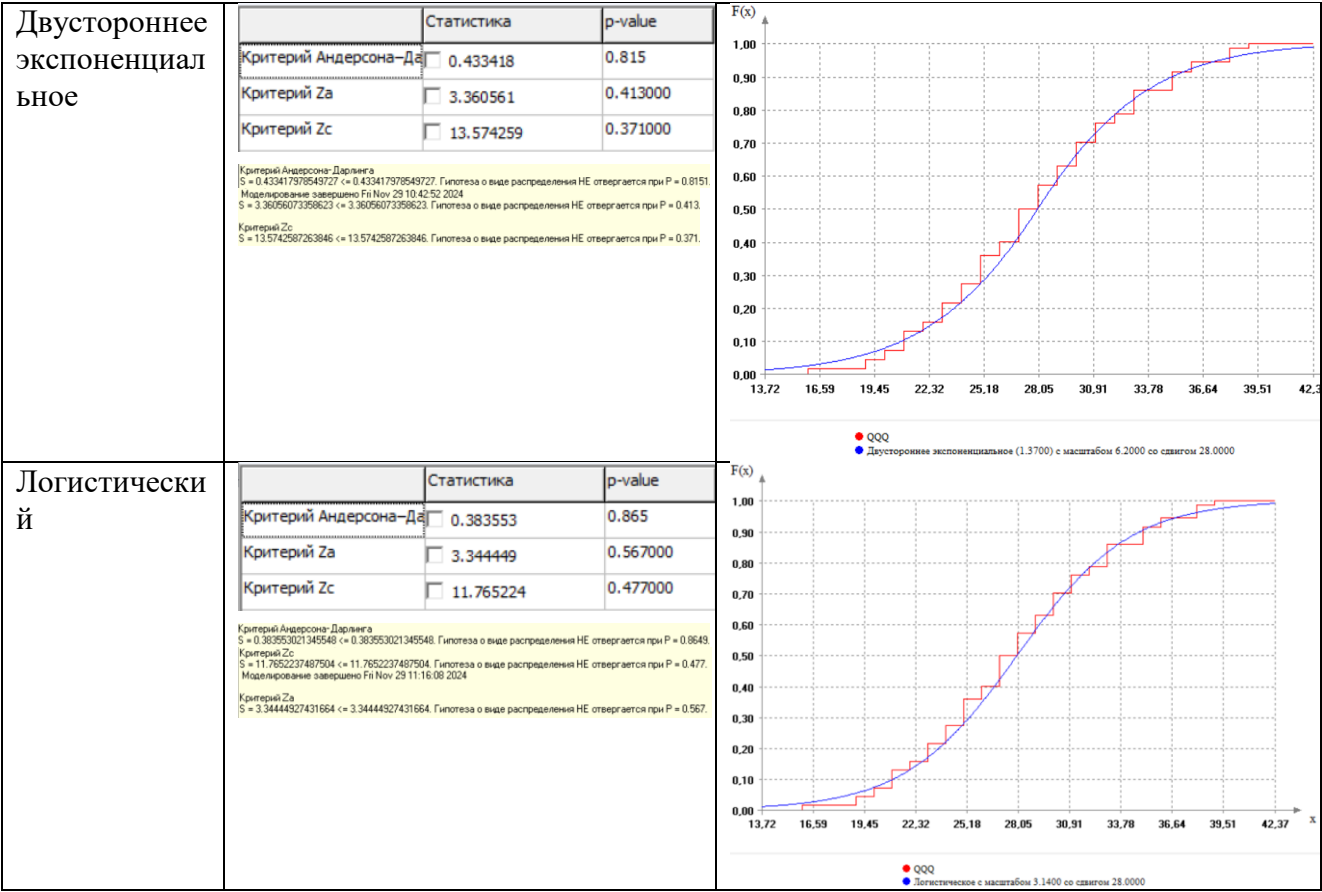 Двустороннее
экспоненциал
ьное
Статистика p-value
Критерий Андерсона-Да 0.433418 0.815
Критерий Za 3.360561 0.413000
Критерий Zc 13.574259 0.371000
Критерий Андерсона-Дарлинга
S = 0.433417978549727 <= 0.433417978549727. Гипотеза о виде распределения НЕ отвергается при P = 0.8151.
Моделирование завершено Fri Nov 29 10:42:52 2024
S = 3.36056073358623 <= 3.36056073358623. Гипотеза о виде распределения НЕ отвергается при P = 0.413.
Критерий Zc
S = 13.5742587263846 <= 13.5742587263846. Гипотеза о виде распределения НЕ отвергается при P = 0.371.
F(x)
1,00
0,90
0,80
0,70
0,60
0,50
0,40
0,30
0,20
0,10
0,00
13,72 16,59 19,45 22,32 25,18 28,05 30,91 33,78 36,64 39,51 42,3
QQQ
Двустороннее экспоненциальное (1.3700) с масштабом 6.2000 со сдвигом 28.0000
Логистически
й
Статистика p-value
Критерий Андерсона-Да 0.383553 0.865
Критерий Za 3.344449 0.567000
Критерий Zc 11.765224 0.477000
Критерий Андерсона-Дарлинга
S = 0.383553021345548 <= 0.383553021345548. Гипотеза о виде распределения НЕ отвергается при P = 0.8649.
Критерий Zc
S = 11.7652237487504 <= 11.7652237487504. Гипотеза о виде распределения НЕ отвергается при P = 0.477.
Моделирование завершено Fri Nov 29 11:16:08 2024
Критерий Za
S = 3.34444927431664 <= 3.34444927431664. Гипотеза о виде распределения НЕ отвергается при P = 0.567.
F(x)
1,00
0,90
0,80
0,70
0,60
0,50
0,40
0,30
0,20
0,10
0,00
13,72 16,59 19,45 22,32 25,18 28,05 30,91 33,78 36,64 39,51 42,37 x
QQQ
Логистическое с масштабом 3.1400 со сдвигом 28.0000